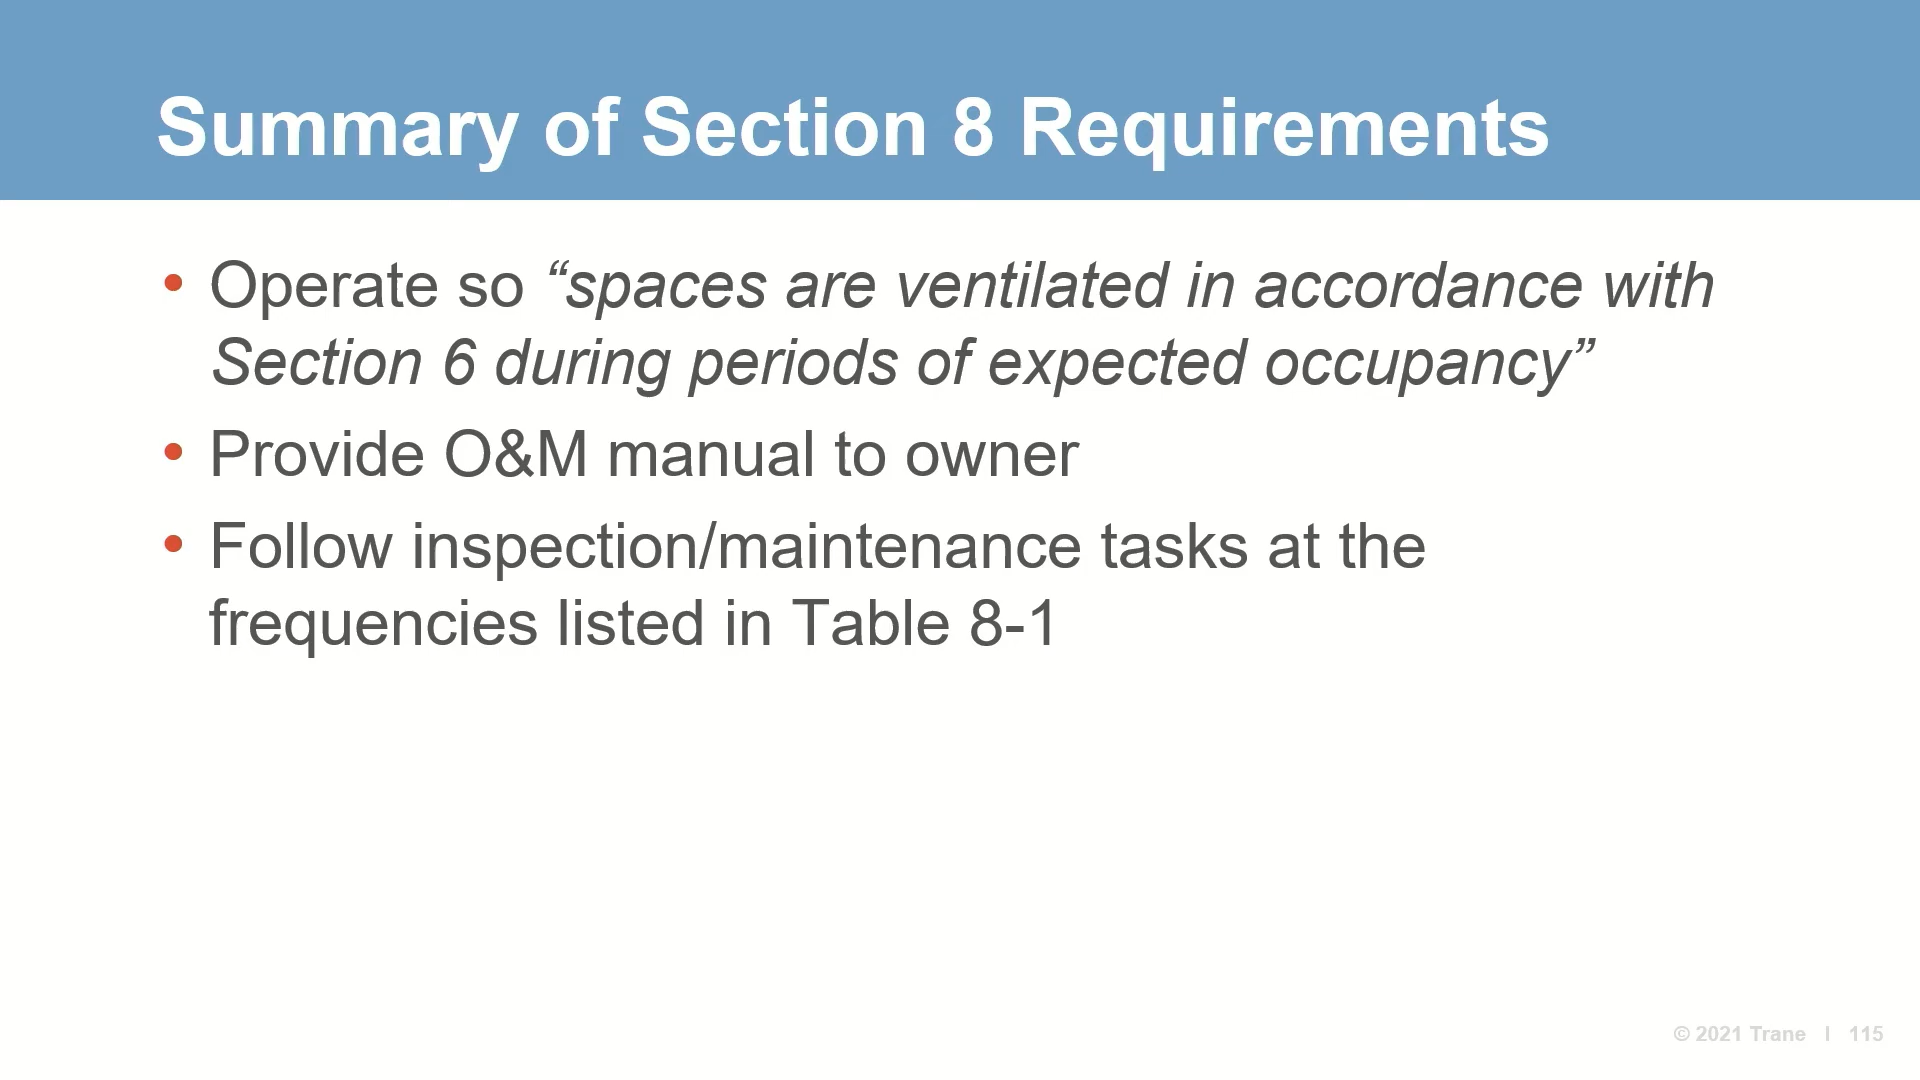 Summary of Section 8 Requirements
• Operate so “spaces are ventilated in accordance with
Section 6 during periods of expected occupancy”
• Provide O&M manual to owner
• Follow inspection/maintenance tasks at the
frequencies listed in Table 8-1
© 2021 Trane | 115